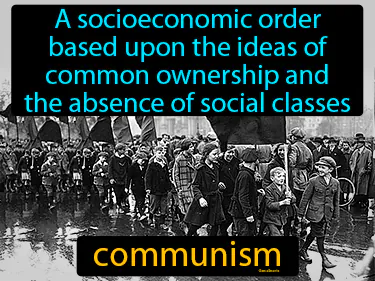 A socioeconomic order
based upon the ideas of
common ownership and
the absence of social classes
communism